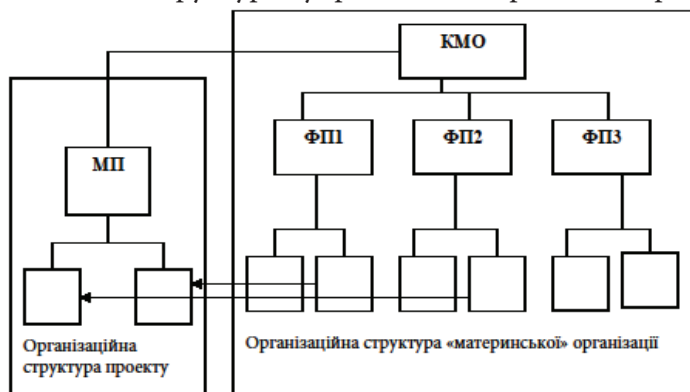 КМО
ФП1 ФП2 ФП3
МП
Організаційна
структура проекту
Організаційна структура «материнської» організації